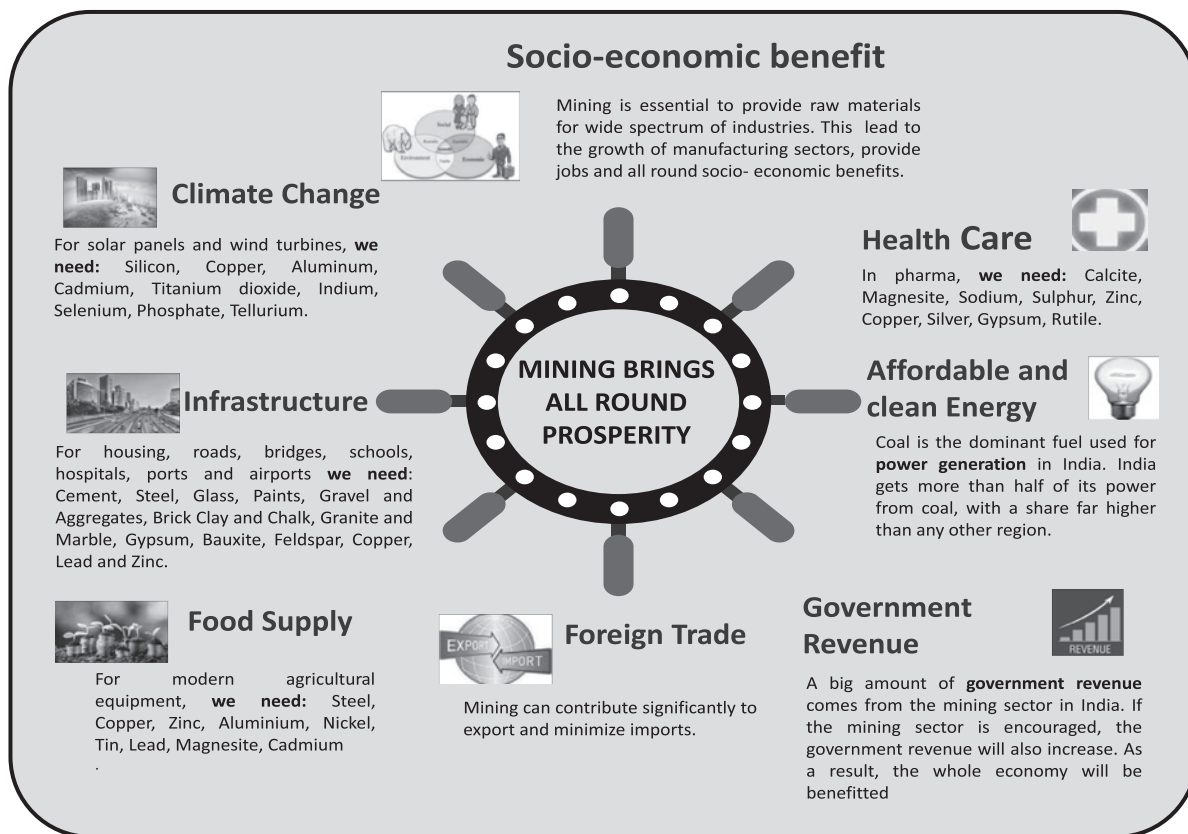 Socio-economic benefit
Mining is essential to provide raw materials
for wide spectrum of industries. This lead to
the growth of manufacturing sectors, provide
jobs and all round socio- economic benefits.
Social
Environment
Economic
Climate Change
For solar panels and wind turbines, we
need: Silicon, Copper, Aluminum,
Cadmium, Titanium dioxide, Indium,
Selenium, Phosphate, Tellurium.
Health Care
In pharma, we need: Calcite,
Magnesite, Sodium, Sulphur, Zinc,
Copper, Silver, Gypsum, Rutile.
MINING BRINGS
ALL ROUND
PROSPERITY
Infrastructure
For housing, roads, bridges, schools,
hospitals, ports and airports we need:
Cement, Steel, Glass, Paints, Gravel and
Aggregates, Brick Clay and Chalk, Granite and
Marble, Gypsum, Bauxite, Feldspar, Copper,
Lead and Zinc.
Affordable and
clean Energy
Coal is the dominant fuel used for
power generation in India. India
gets more than half of its power
from coal, with a share far higher
than any other region.
Food Supply
For modern agricultural
equipment, we need: Steel,
Copper, Zinc, Aluminium, Nickel,
Tin, Lead, Magnesite, Cadmium
.
EXPORT
IMPORT
Foreign Trade
Mining can contribute significantly to
export and minimize imports.
Government
Revenue
REVENUE
A big amount of government revenue
comes from the mining sector in India. If
the mining sector is encouraged, the
government revenue will also increase. As
a result, the whole economy will be
benefitted